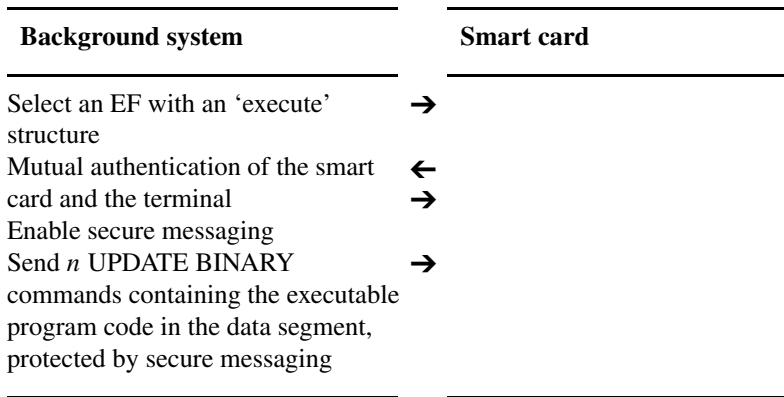 Background system Smart card
Select an EF with an ‘execute’ ➔
structure
Mutual authentication of the smart ←
card and the terminal ➔
Enable secure messaging
Send n UPDATE BINARY ➔
commands containing the executable
program code in the data segment,
protected by secure messaging